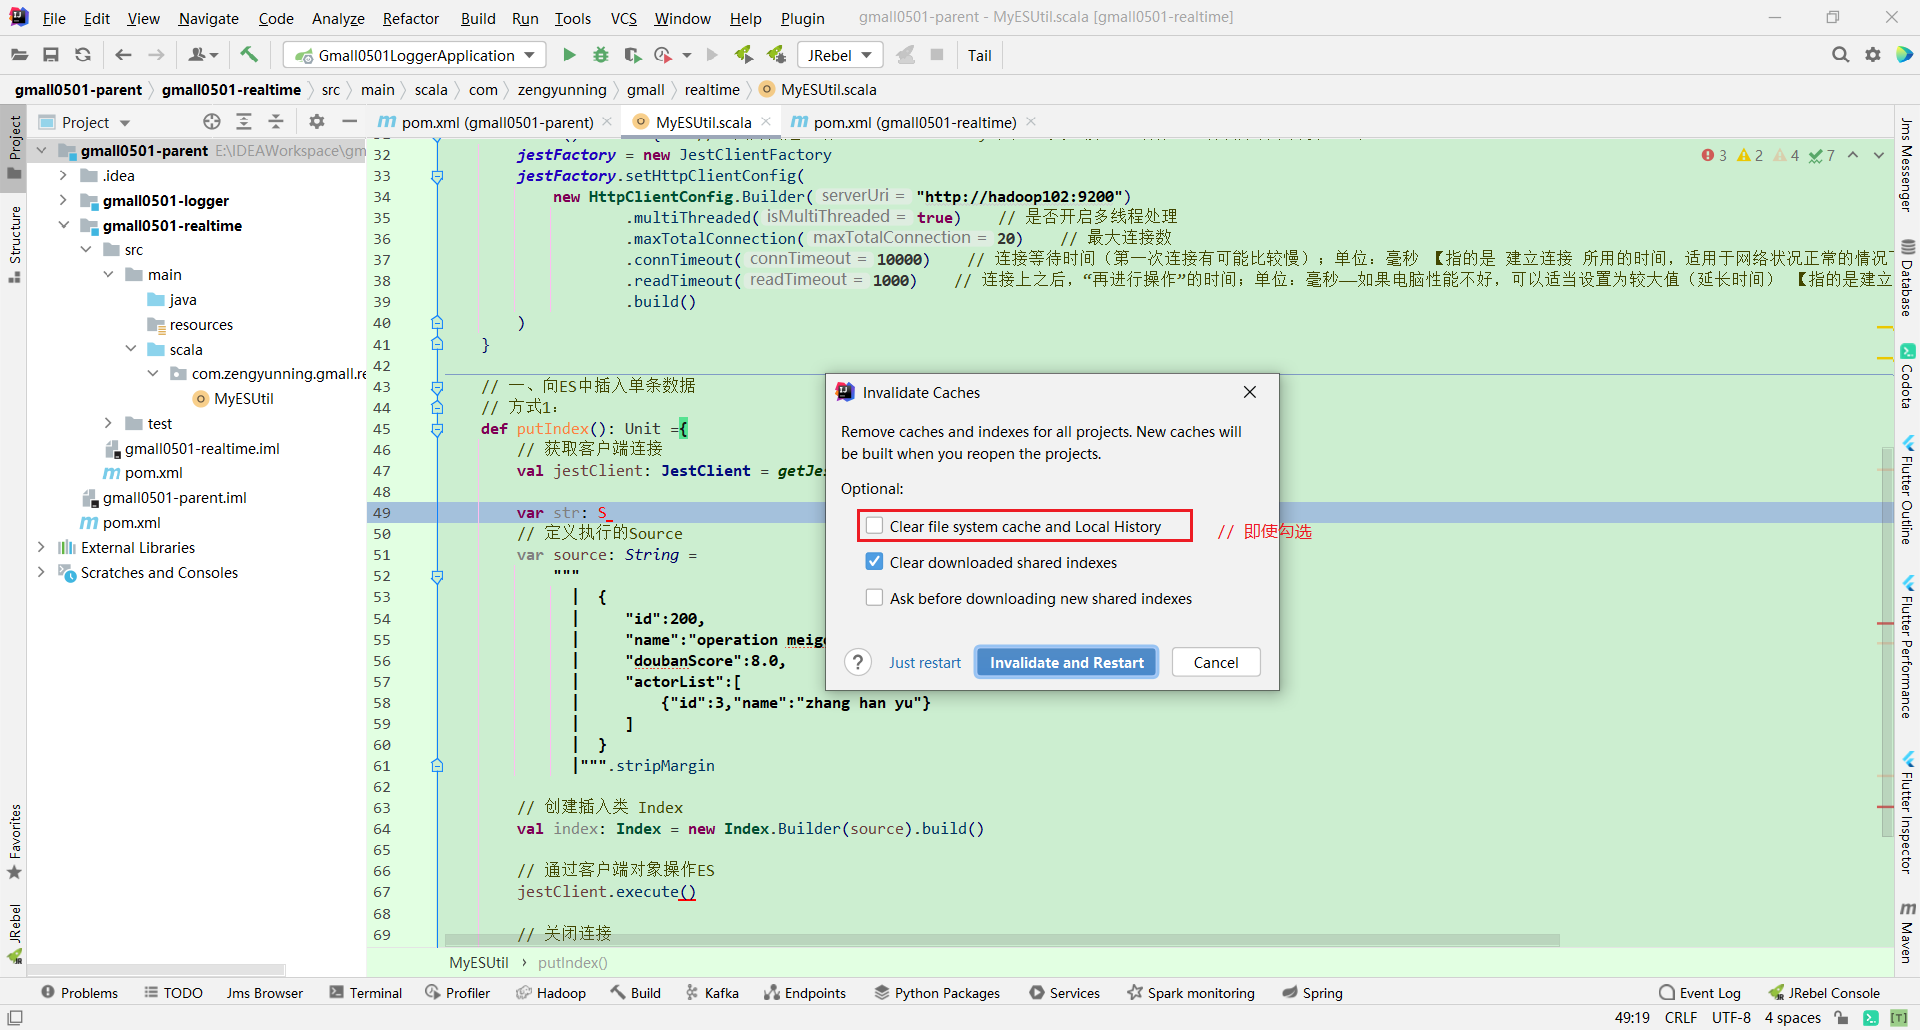 File Edit View Navigate Code Analyze Refactor Build Run Tools VCS Window Help Plugin gmall0501-parent - MyESUtil.scala [gmall0501-realtime]
Gmall0501LoggerApplication JRebel Tail
gmall0501-parent gmall0501-realtime src main scala com zengyunning gmall realtime MyESUtil.scala
Project
pom.xml (gmall0501-parent) MyESUtil.scala pom.xml (gmall0501-realtime)
gmall0501-parent E:\IDEAWorkspace\gm
.idea
gmall0501-logger
gmall0501-realtime
src
main
java
resources
scala
com.zengyunning.gmall.re
MyESUtil
test
gmall0501-realtime.iml
pom.xml
gmall0501-parent.iml
pom.xml
External Libraries
Scratches and Consoles
Project
Structure
Favorites
JRebel
3 2 4 7
32 jestFactory = new JestClientFactory
33 jestFactory.setHttpClientConfig(
34 new HttpClientConfig.Builder( serverUri = "http://hadoop102:9200")
35 .multiThreaded( isMultiThreaded = true) // 是否开启多线程处理
36 .maxTotalConnection( maxTotalConnection = 20) // 最大连接数
37 .connTimeout( connTimeout = 10000) // 连接等待时间（第一次连接有可能比较慢）；单位：毫秒 【指的是 建立连接 所用的时间，适用于网络状况正常的情况
38 .readTimeout( readTimeout = 1000) // 连接上之后，“再进行操作”的时间；单位：毫秒——如果电脑性能不好，可以适当设置为较大值（延长时间） 【指的是建立
39 .build()
40 )
41 }
42
43 // 一、向ES中插入单条数据
44 // 方式1：
45 def putIndex(): Unit ={
46 // 获取客户端连接
47 val jestClient: JestClient = getJes
48
49 var str: S
50 // 定义执行的Source
51 var source: String =
52 """
53 | {
54 | "id":200,
55 | "name":"operation meig
56 | "doubanScore":8.0,
57 | "actorList":[
58 | {"id":3,"name":"zhang han yu"}
59 | ]
60 | }
61 |""".stripMargin
62
63 // 创建插入类 Index
64 val index: Index = new Index.Builder(source).build()
65
66 // 通过客户端对象操作ES
67 jestClient.execute()
68
69 // 关闭连接
MyESUtil › putIndex()
Invalidate Caches
Remove caches and indexes for all projects. New caches will
be built when you reopen the projects.
Optional:
Clear file system cache and Local History
// 即使勾选
Clear downloaded shared indexes
Ask before downloading new shared indexes
? Just restart Invalidate and Restart Cancel
Jms Messenger
Database
Codota
Flutter Outline
Flutter Performance
Flutter Inspector
Maven
Problems TODO Jms Browser Terminal Profiler Hadoop Build Kafka Endpoints Python Packages Services Spark monitoring Spring Event Log JRebel Console
49:19 CRLF UTF-8 4 spaces [T]